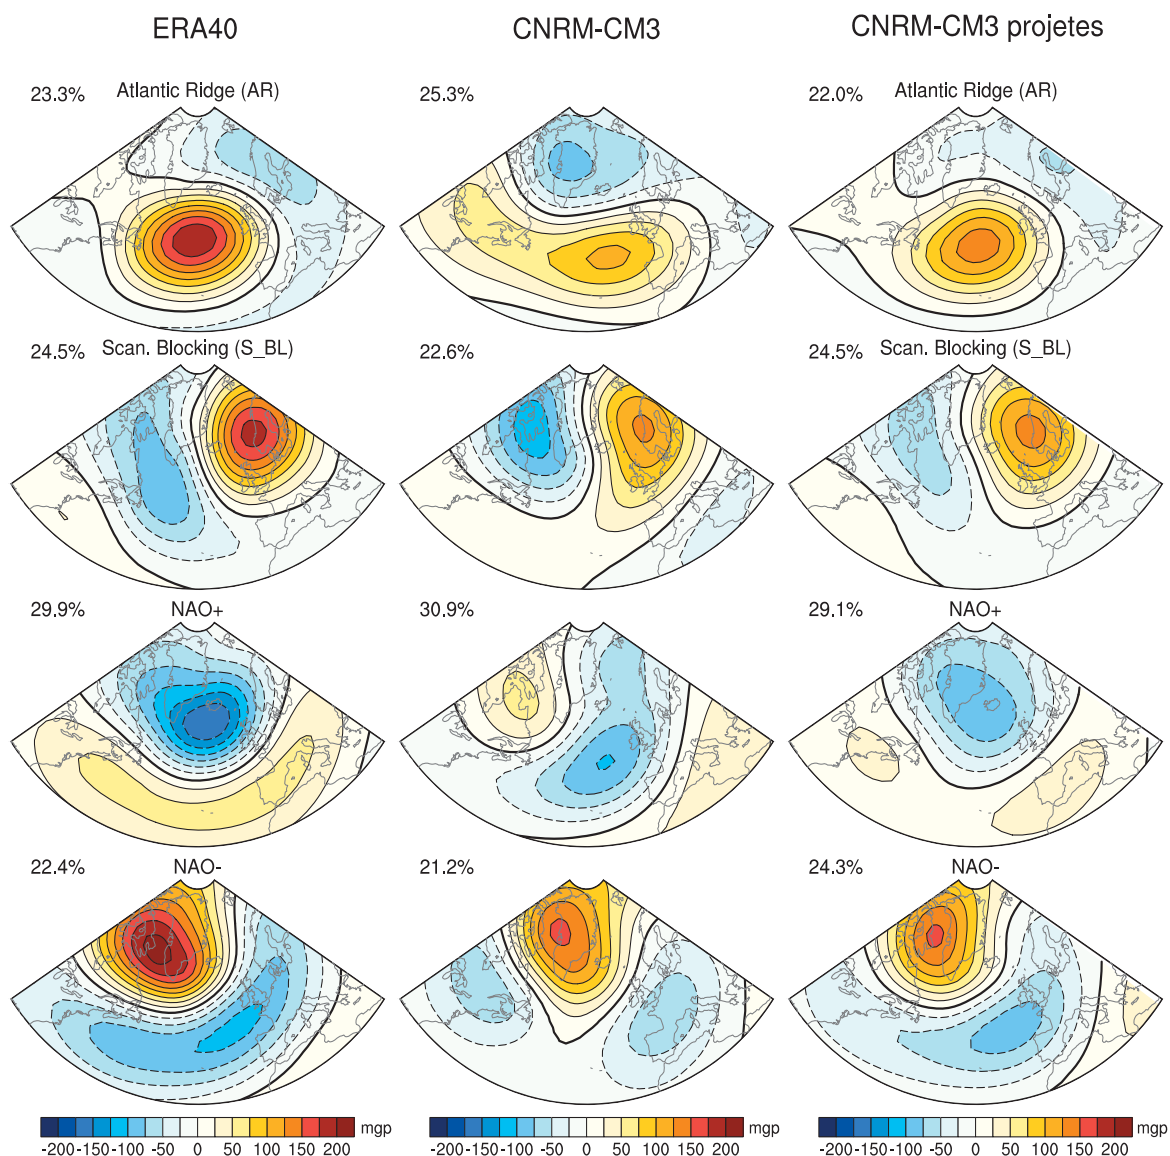 ERA40 CNRM-CM3 CNRM-CM3 projetes
23.3% Atlantic Ridge (AR) 25.3% 22.0% Atlantic Ridge (AR)
24.5% Scan. Blocking (S_BL) 22.6% 24.5% Scan. Blocking (S_BL)
29.9% NAO+ 30.9% 29.1% NAO+
22.4% NAO- 21.2% 24.3% NAO-
mgp mgp mgp
-200 -150 -100 -50 0 50 100 150 200 -200 -150 -100 -50 0 50 100 150 200 -200 -150 -100 -50 0 50 100 150 200